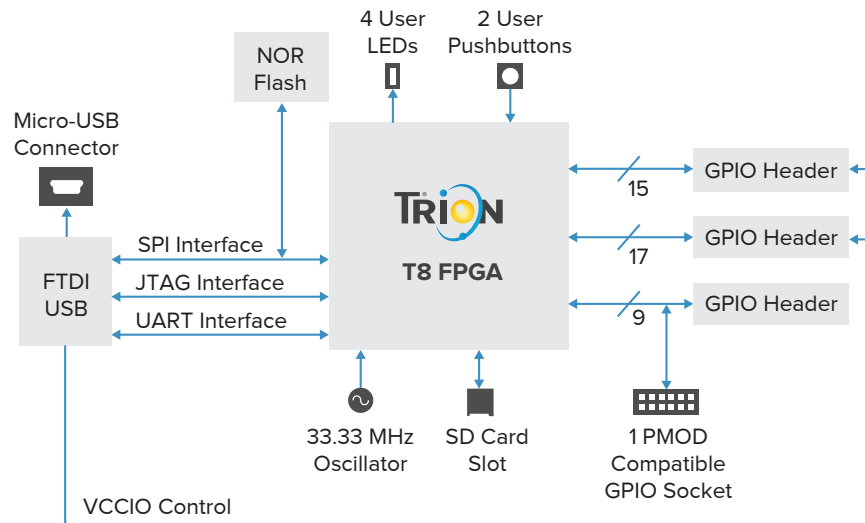 4 User
LEDs
2 User
Pushbuttons
NOR
Flash
Micro-USB
Connector
SPI Interface
JTAG Interface
UART Interface
FTDI
USB
TRION
T8 FPGA
15
GPIO Header
17
GPIO Header
9
GPIO Header
33.33 MHz
Oscillator
SD Card
Slot
1 PMOD
Compatible
GPIO Socket
VCCIO Control